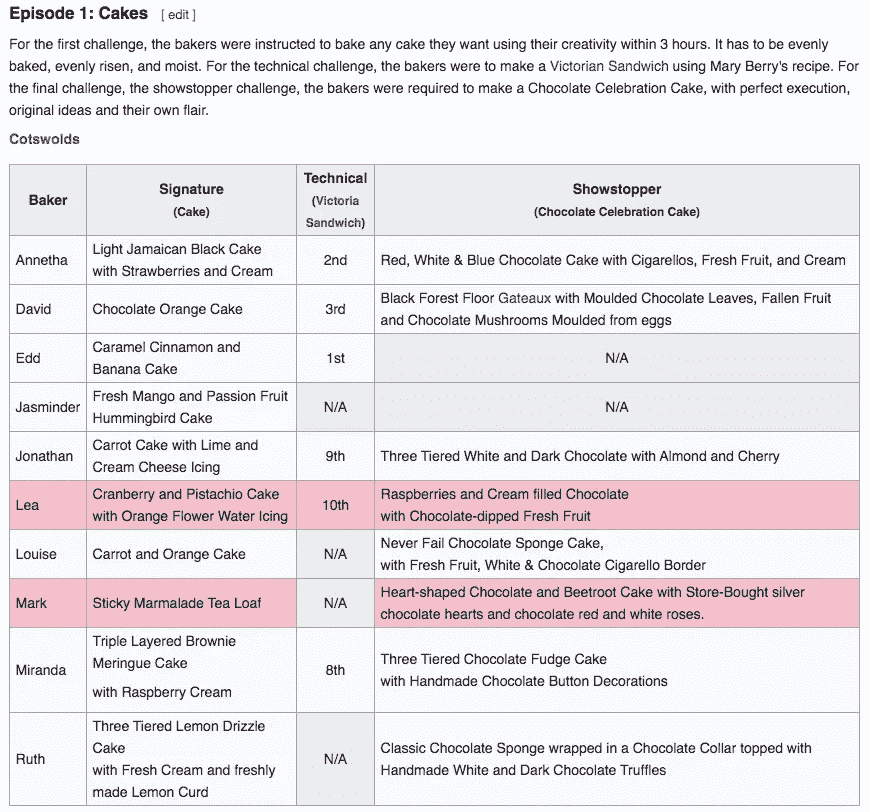 Episode 1: Cakes [ edit ]
For the first challenge, the bakers were instructed to bake any cake they want using their creativity within 3 hours. It has to be evenly
baked, evenly risen, and moist. For the technical challenge, the bakers were to make a Victorian Sandwich using Mary Berry's recipe. For
the final challenge, the showstopper challenge, the bakers were required to make a Chocolate Celebration Cake, with perfect execution,
original ideas and their own flair.
Cotswolds
Baker
Signature
(Cake)
Technical
(Victoria
Sandwich)
Showstopper
(Chocolate Celebration Cake)
Annetha
Light Jamaican Black Cake
with Strawberries and Cream
2nd
Red, White & Blue Chocolate Cake with Cigarellos, Fresh Fruit, and Cream
David
Chocolate Orange Cake
3rd
Black Forest Floor Gateaux with Moulded Chocolate Leaves, Fallen Fruit
and Chocolate Mushrooms Moulded from eggs
Edd
Caramel Cinnamon and
Banana Cake
1st
N/A
Jasminder
Fresh Mango and Passion Fruit
Hummingbird Cake
N/A
N/A
Jonathan
Carrot Cake with Lime and
Cream Cheese Icing
9th
Three Tiered White and Dark Chocolate with Almond and Cherry
Lea
Cranberry and Pistachio Cake
with Orange Flower Water Icing
10th
Raspberries and Cream filled Chocolate
with Chocolate-dipped Fresh Fruit
Louise
Carrot and Orange Cake
N/A
Never Fail Chocolate Sponge Cake,
with Fresh Fruit, White & Chocolate Cigarello Border
Mark
Sticky Marmalade Tea Loaf
N/A
Heart-shaped Chocolate and Beetroot Cake with Store-Bought silver
chocolate hearts and chocolate red and white roses.
Miranda
Triple Layered Brownie
Meringue Cake
with Raspberry Cream
8th
Three Tiered Chocolate Fudge Cake
with Handmade Chocolate Button Decorations
Ruth
Three Tiered Lemon Drizzle
Cake
with Fresh Cream and freshly
made Lemon Curd
N/A
Classic Chocolate Sponge wrapped in a Chocolate Collar topped with
Handmade White and Dark Chocolate Truffles